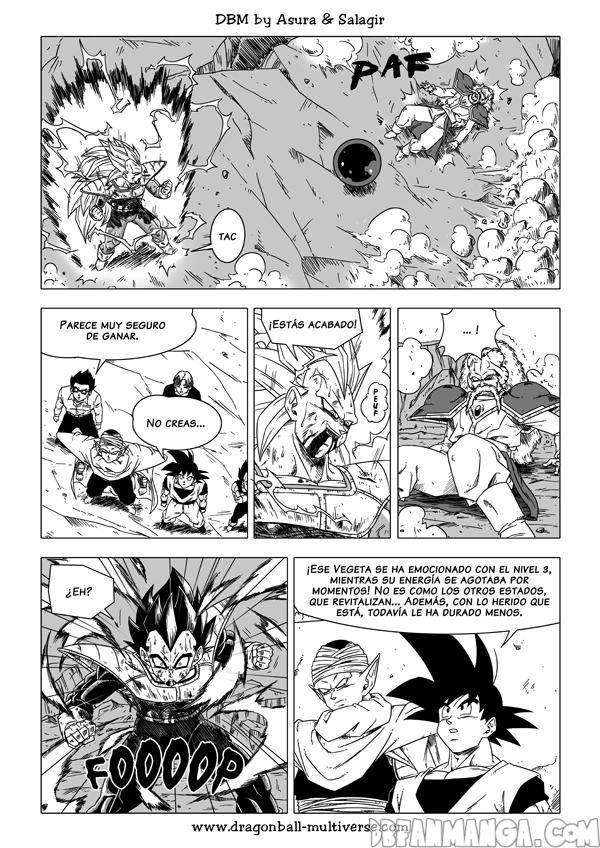 DBM by Asura & Salagir
PAF
TAC
Parece muy seguro
de ganar.
No creas...
¡Estás acabado!
PEUF
... !
¿Eh?
FOOOOP
¡Ese Vegeta se ha emocionado con el nivel 3,
mientras su energía se agotaba por
momentos! No es como los otros estados,
que revitalizan... Además, con lo herido que
está, todavía le ha durado menos.
www.dragonball-multiverse.com
DBFANMANGA.COM